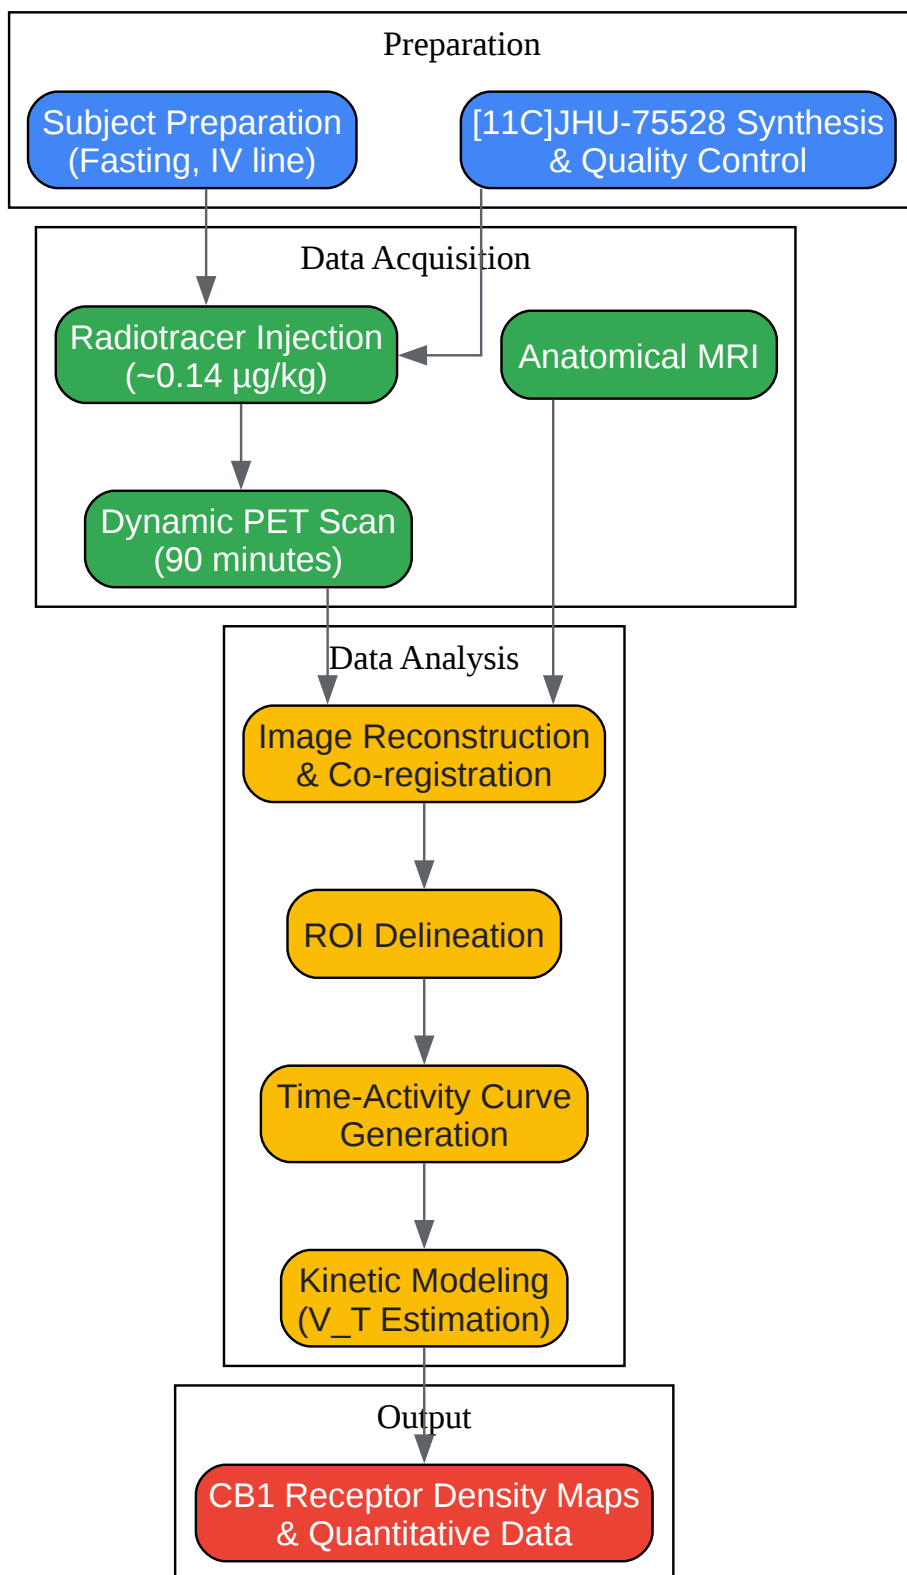 Preparation
Subject Preparation
(Fasting, IV line)
[11C]JHU-75528 Synthesis
& Quality Control
Data Acquisition
Radiotracer Injection
(~0.14 µg/kg)
Anatomical MRI
Dynamic PET Scan
(90 minutes)
Data Analysis
Image Reconstruction
& Co-registration
ROI Delineation
Time-Activity Curve
Generation
Kinetic Modeling
(V_T Estimation)
Output
CB1 Receptor Density Maps
& Quantitative Data